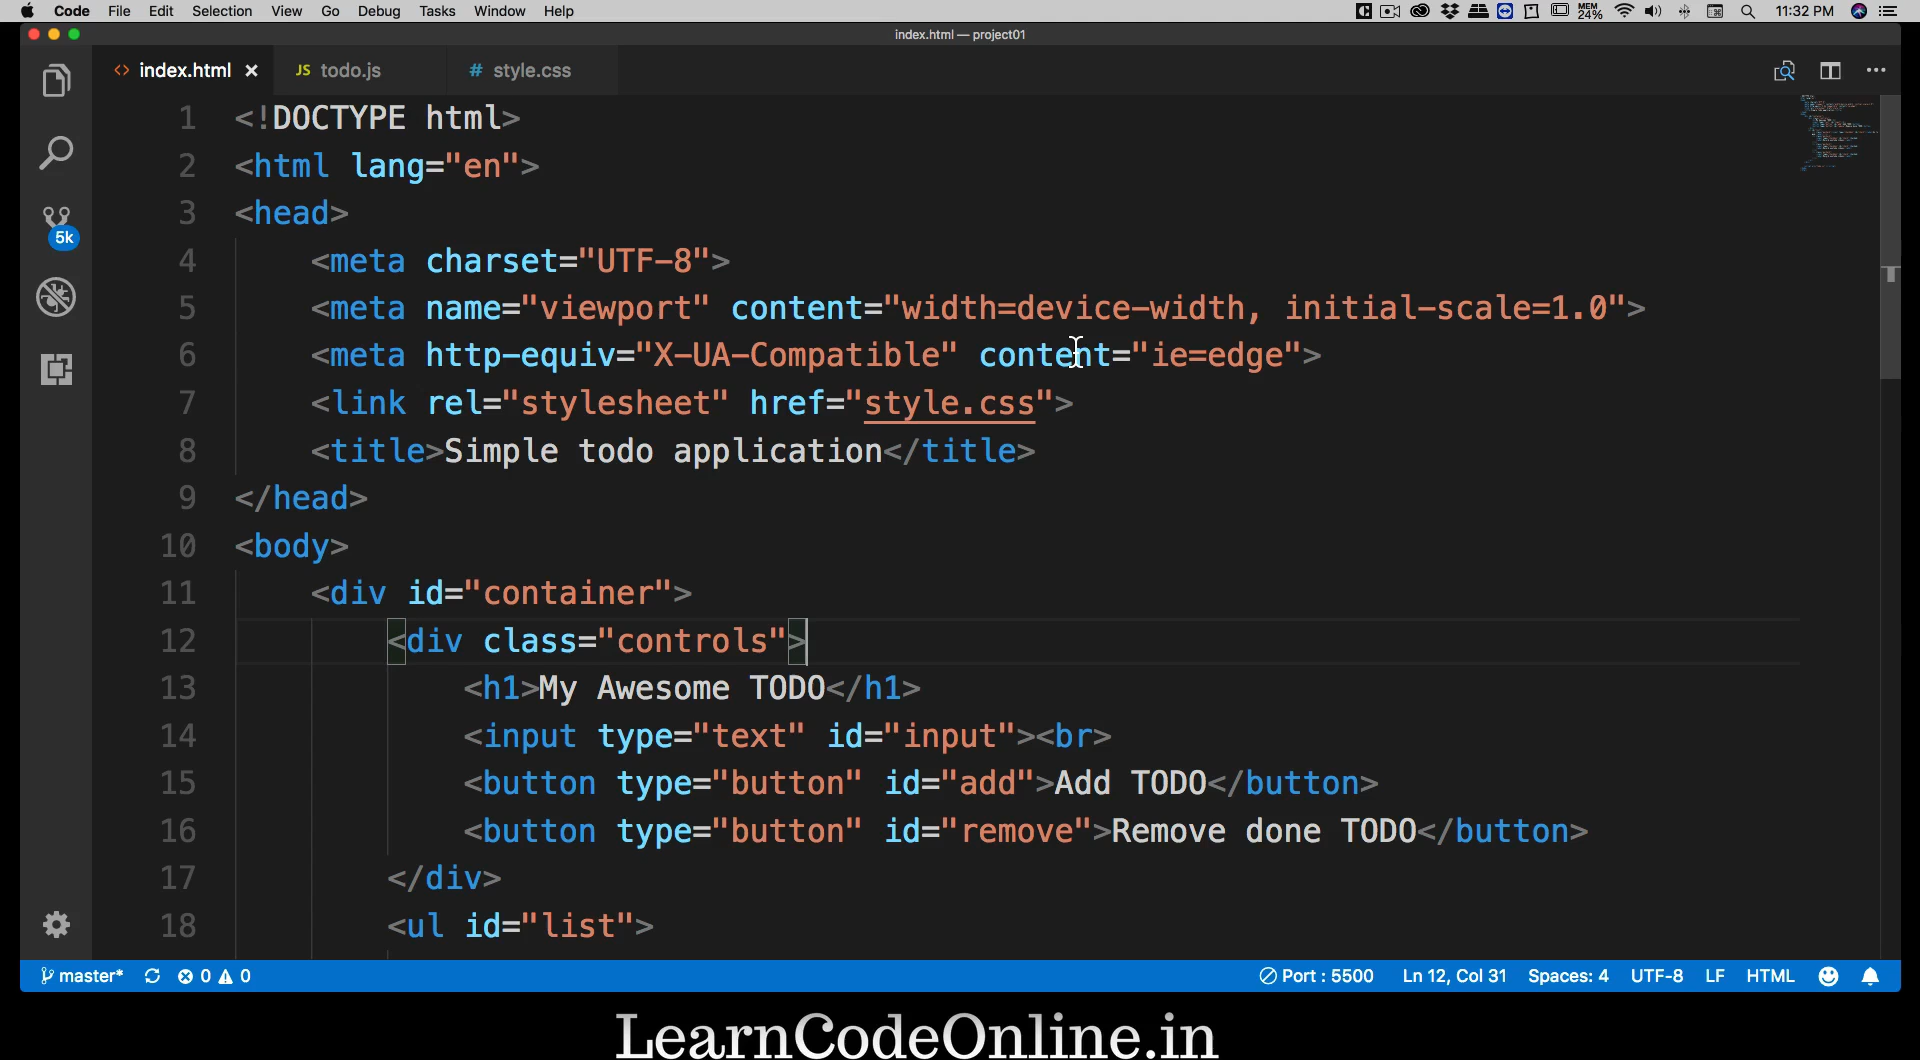 Code File Edit Selection View Go Debug Tasks Window Help MEM 24% 11:32 PM
index.html — project01
<> index.html × JS todo.js # style.css
5k
1 <!DOCTYPE html>
2 <html lang="en">
3 <head>
4 <meta charset="UTF-8">
5 <meta name="viewport" content="width=device-width, initial-scale=1.0">
6 <meta http-equiv="X-UA-Compatible" content="ie=edge">
7 <link rel="stylesheet" href="style.css">
8 <title>Simple todo application</title>
9 </head>
10 <body>
11 <div id="container">
12 <div class="controls">
13 <h1>My Awesome TODO</h1>
14 <input type="text" id="input"><br>
15 <button type="button" id="add">Add TODO</button>
16 <button type="button" id="remove">Remove done TODO</button>
17 </div>
18 <ul id="list">
master* 0 0 Port : 5500 Ln 12, Col 31 Spaces: 4 UTF-8 LF HTML
LearnCodeOnline.in